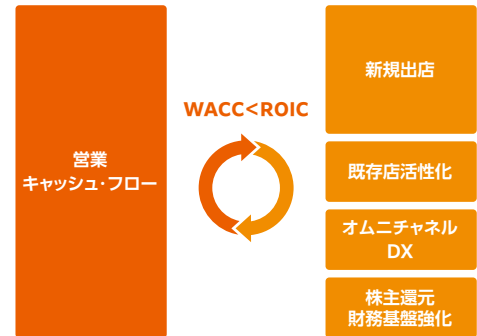 営業
キャッシュ・フロー
WACC<ROIC
新規出店
既存店活性化
オムニチャネル
DX
株主還元
財務基盤強化